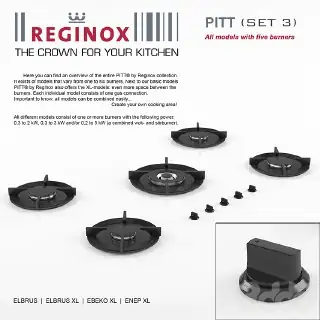 REGINOX
THE CROWN FOR YOUR KITCHEN
PITT (SET 3)
All models with five burners
Here you can find an overview of the entire PITT® by Reginox collection.
It exists of models that vary from one to six burners. Next to our basic models
PITT® by Reginox also offers the XL-models: even more space between the
burners. Each individual model consists of one gas connection.
Important to know: all models can be combined easily...
Create your own cooking area!
All different models consist of one or more burners with the following power:
0,3 to 2 kW, 0,3 to 3 kW and/or 0,2 to 5 kW (a combined wok- and sideburner).
ELBRUS | ELBRUS XL | EBEKO XL | ENEP XL